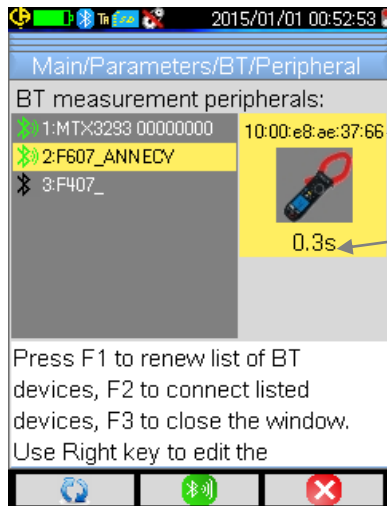 TR 2015/01/01 00:52:53
Main/Parameters/BT/Peripheral
BT measurement peripherals:
1:MTX3293 00000000
10:00:e8:ae:37:66
2:F607_ANNECY
3:F407_
0.3s
Press F1 to renew list of BT
devices, F2 to connect listed
devices, F3 to close the window.
Use Right key to edit the